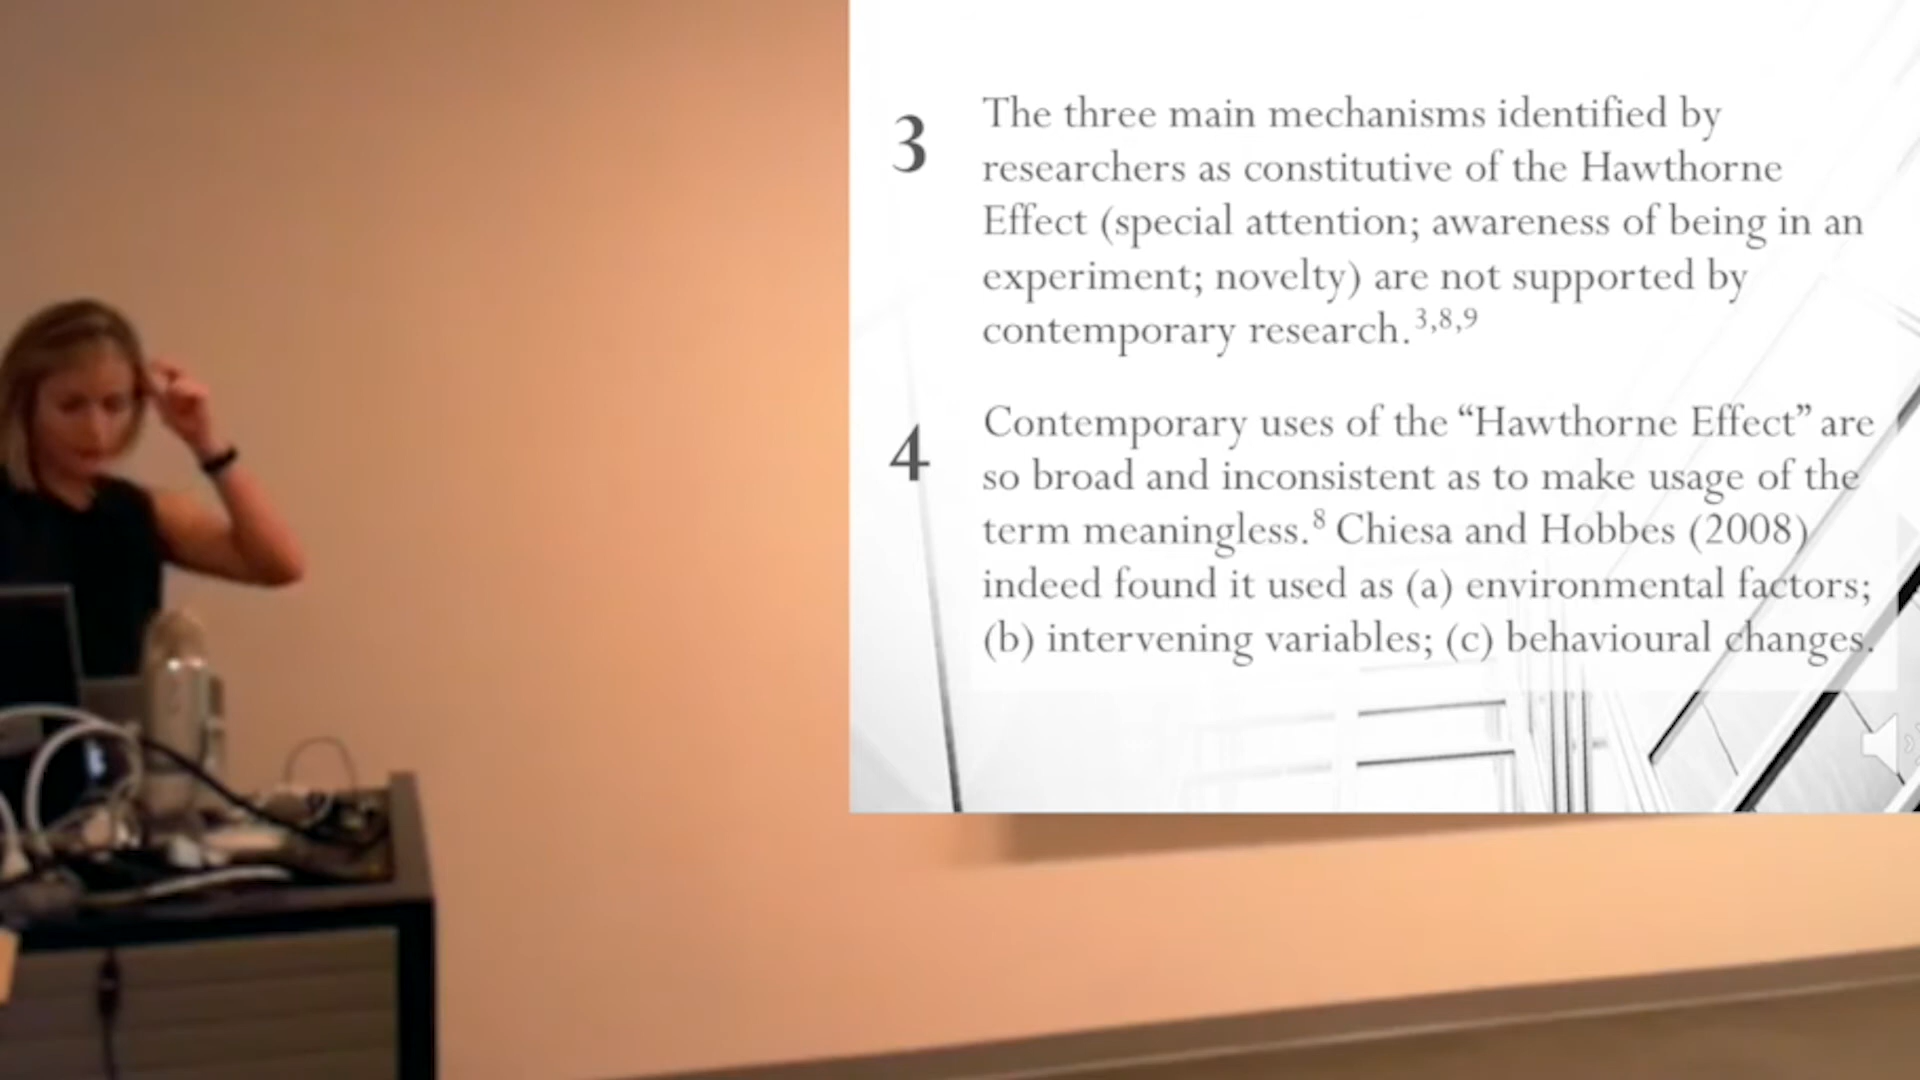 3
The three main mechanisms identified by
researchers as constitutive of the Hawthorne
Effect (special attention; awareness of being in an
experiment; novelty) are not supported by
contemporary research.3,8,9
4
Contemporary uses of the “Hawthorne Effect” are
so broad and inconsistent as to make usage of the
term meaningless.8 Chiesa and Hobbes (2008)
indeed found it used as (a) environmental factors;
(b) intervening variables; (c) behavioural changes.